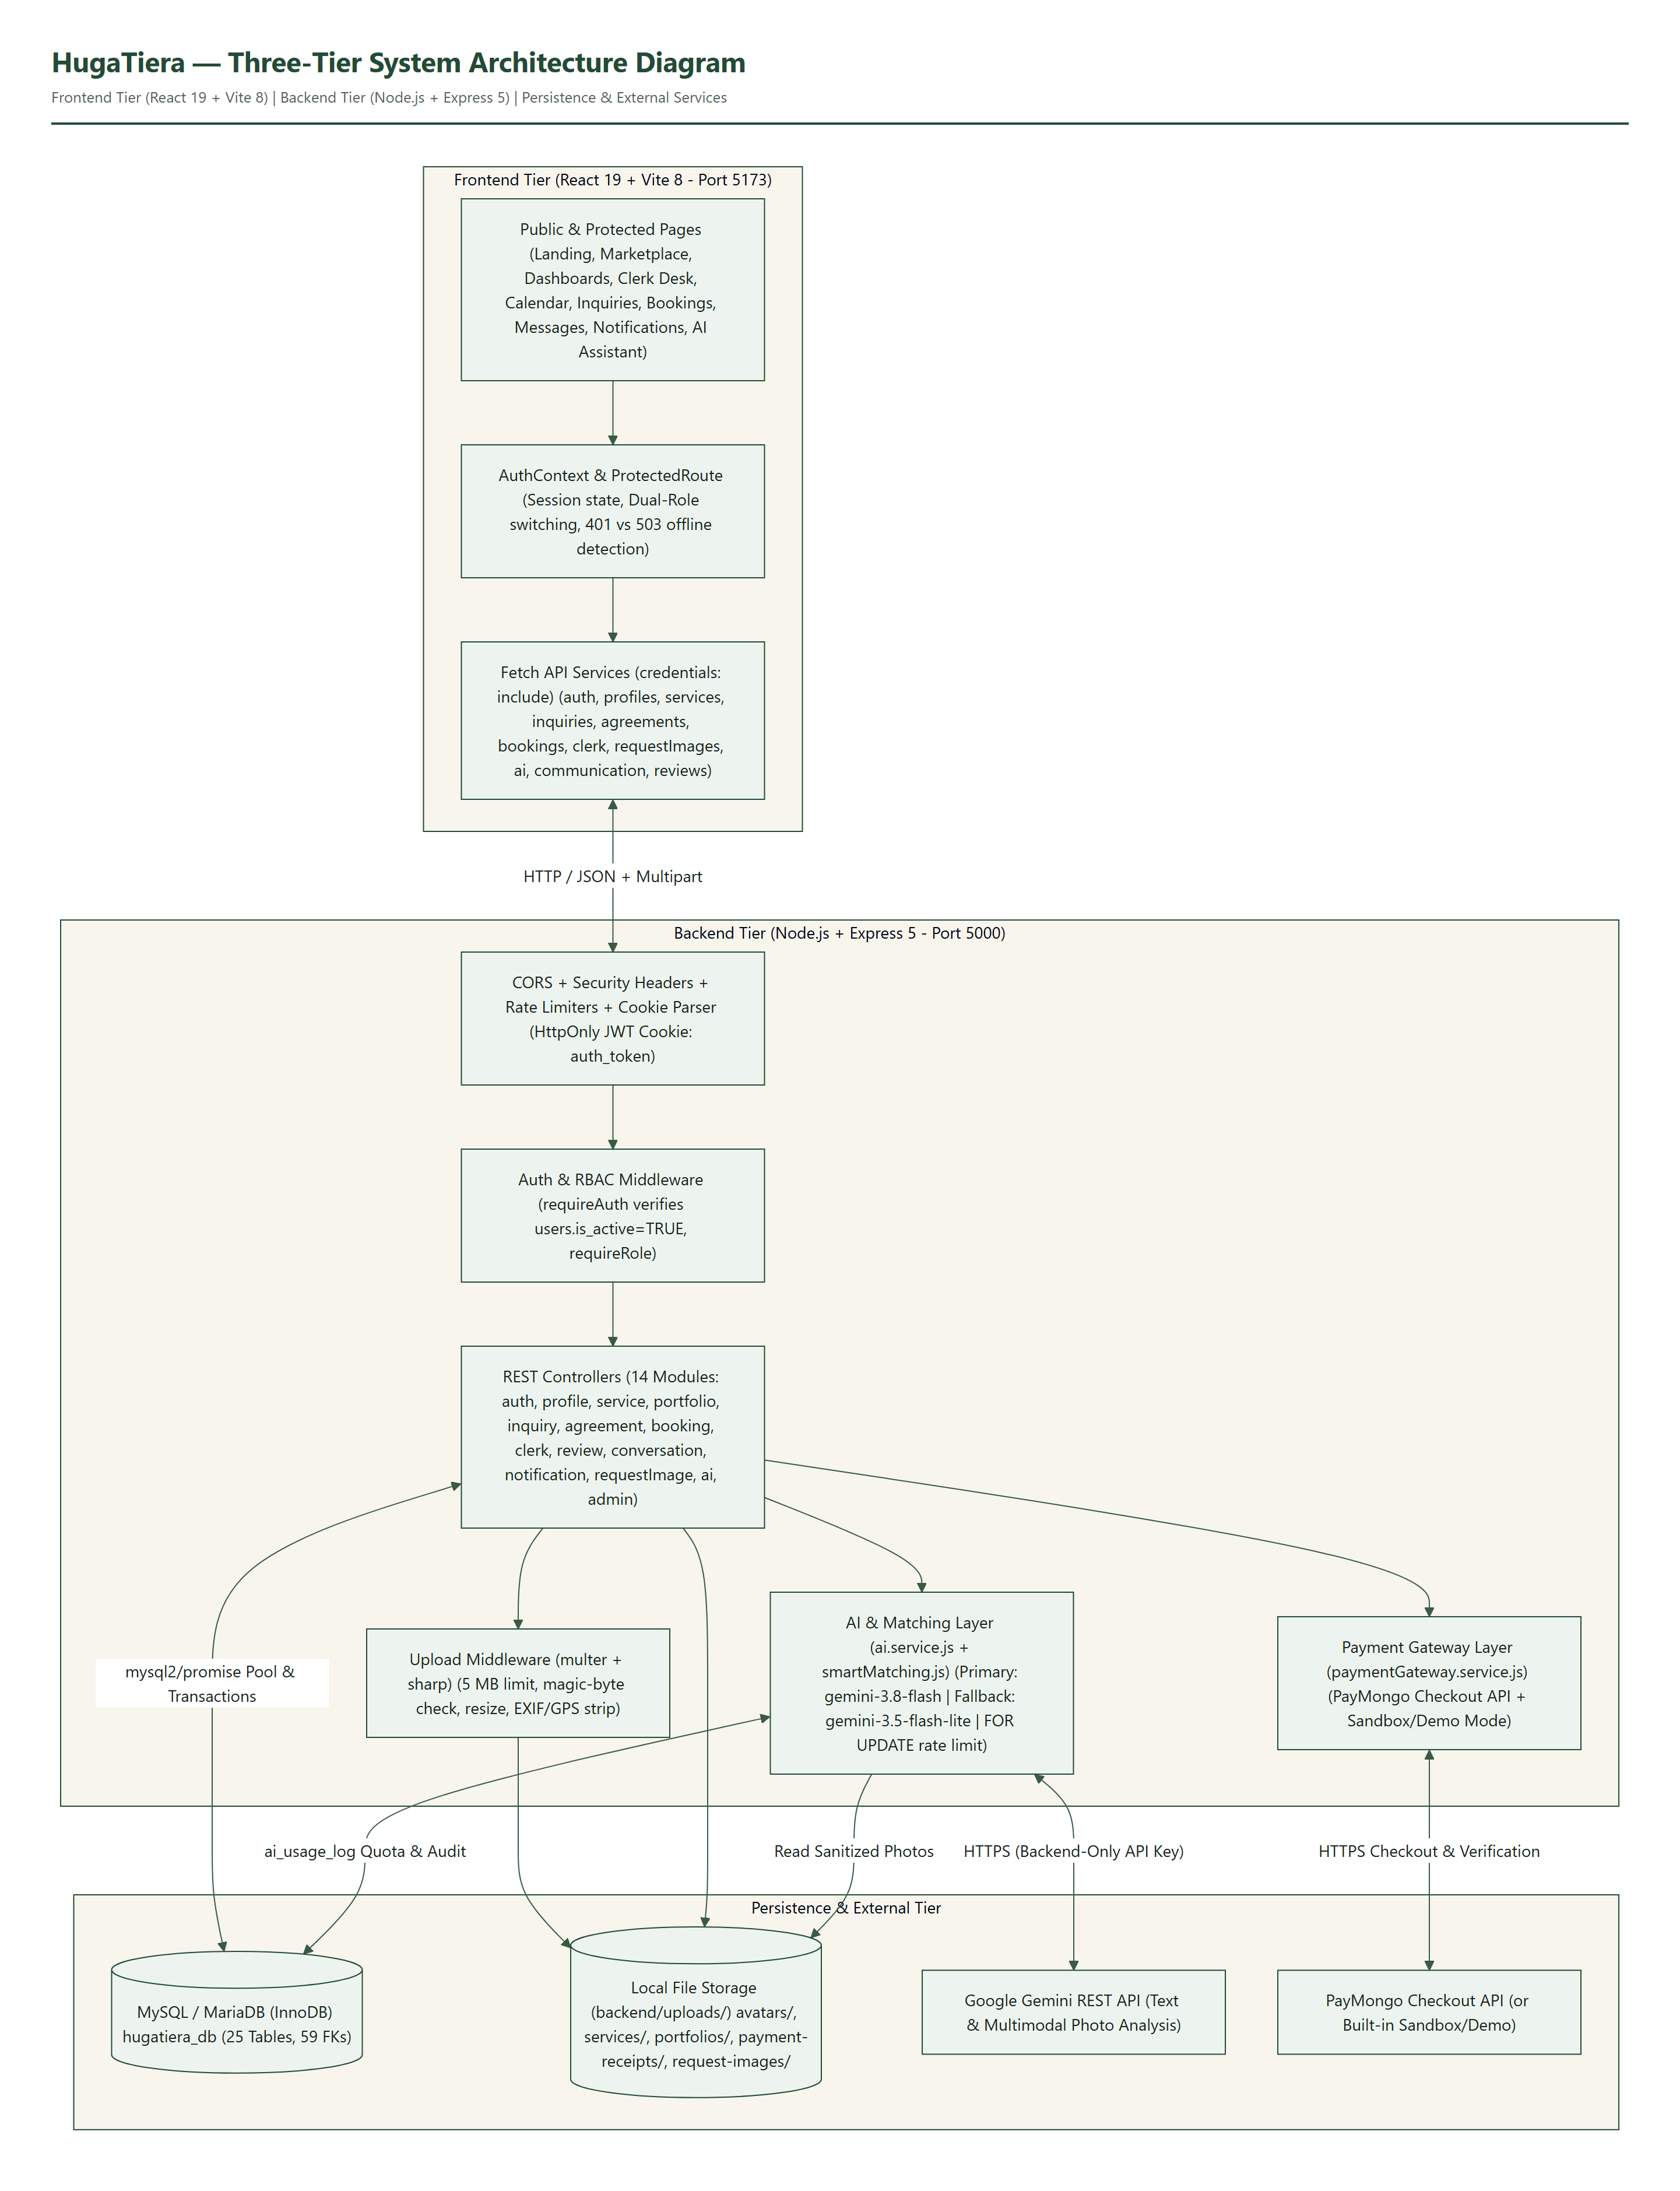 HugaTiera — Three-Tier System Architecture Diagram
Frontend Tier (React 19 + Vite 8) | Backend Tier (Node.js + Express 5) | Persistence & External Services
Frontend Tier (React 19 + Vite 8 - Port 5173)
Public & Protected Pages
(Landing, Marketplace,
Dashboards, Clerk Desk,
Calendar, Inquiries, Bookings,
Messages, Notifications, AI
Assistant)
AuthContext & ProtectedRoute
(Session state, Dual-Role
switching, 401 vs 503 offline
detection)
Fetch API Services (credentials:
include) (auth, profiles, services,
inquiries, agreements,
bookings, clerk, requestImages,
ai, communication, reviews)
HTTP / JSON + Multipart
Backend Tier (Node.js + Express 5 - Port 5000)
CORS + Security Headers +
Rate Limiters + Cookie Parser
(HttpOnly JWT Cookie:
auth_token)
Auth & RBAC Middleware
(requireAuth verifies
users.is_active=TRUE,
requireRole)
REST Controllers (14 Modules:
auth, profile, service, portfolio,
inquiry, agreement, booking,
clerk, review, conversation,
notification, requestImage, ai,
admin)
mysql2/promise Pool &
Transactions
Upload Middleware (multer +
sharp) (5 MB limit, magic-byte
check, resize, EXIF/GPS strip)
AI & Matching Layer
(ai.service.js +
smartMatching.js) (Primary:
gemini-3.8-flash | Fallback:
gemini-3.5-flash-lite | FOR
UPDATE rate limit)
Payment Gateway Layer
(paymentGateway.service.js)
(PayMongo Checkout API +
Sandbox/Demo Mode)
ai_usage_log Quota & Audit
Read Sanitized Photos
HTTPS (Backend-Only API Key)
HTTPS Checkout & Verification
Persistence & External Tier
MySQL / MariaDB (InnoDB)
hugatiera_db (25 Tables, 59 FKs)
Local File Storage
(backend/uploads/) avatars/,
services/, portfolios/, payment-
receipts/, request-images/
Google Gemini REST API (Text
& Multimodal Photo Analysis)
PayMongo Checkout API (or
Built-in Sandbox/Demo)